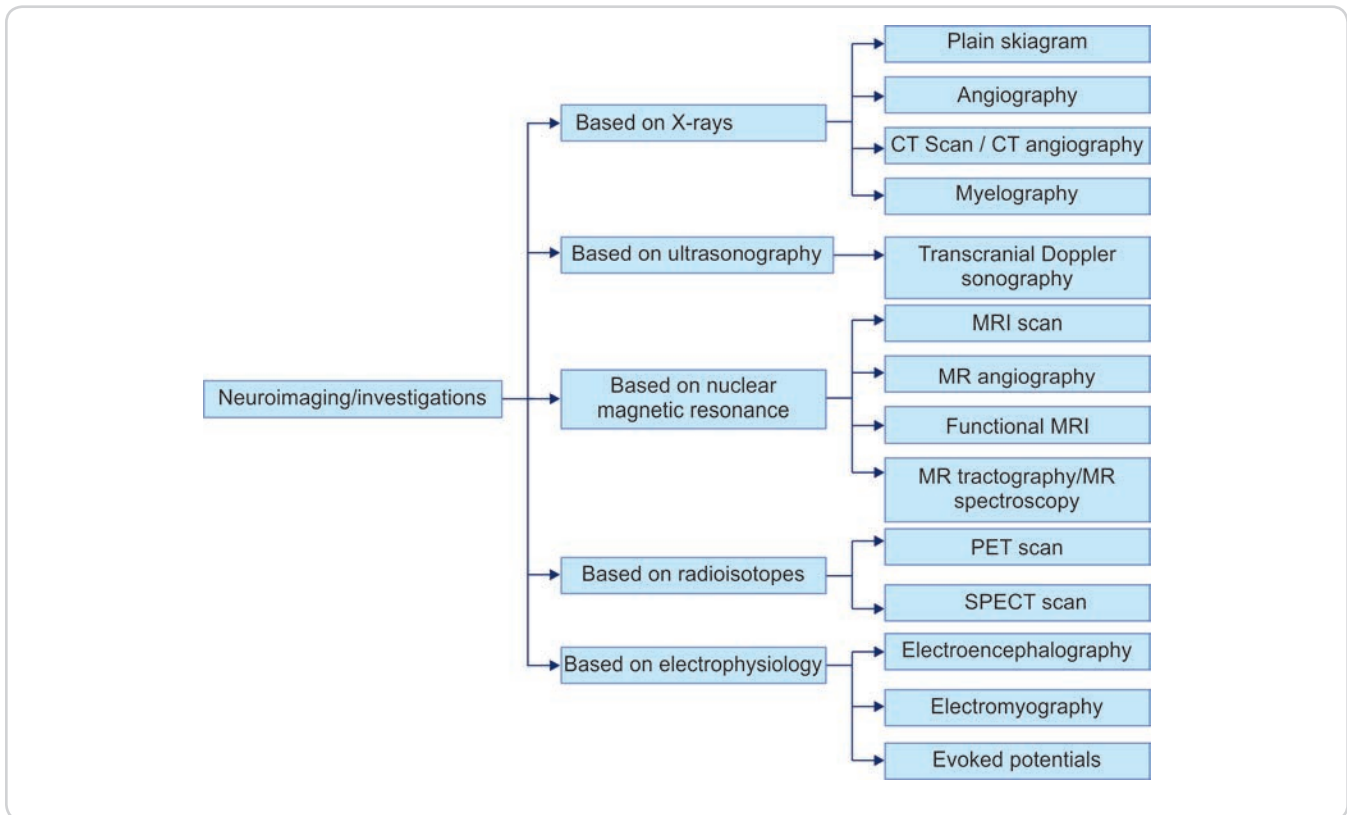 Neuroimaging/investigations
Based on X-rays
Plain skiagram
Angiography
CT Scan / CT angiography
Myelography
Based on ultrasonography
Transcranial Doppler
sonography
Based on nuclear
magnetic resonance
MRI scan
MR angiography
Functional MRI
MR tractography/MR
spectroscopy
Based on radioisotopes
PET scan
SPECT scan
Based on electrophysiology
Electroencephalography
Electromyography
Evoked potentials